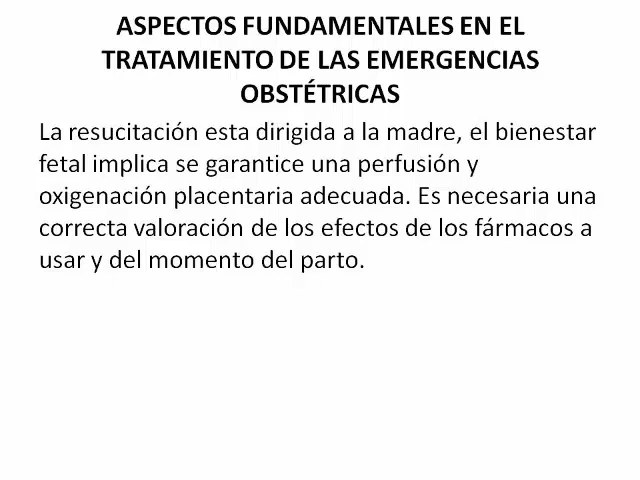 ASPECTOS FUNDAMENTALES EN EL
TRATAMIENTO DE LAS EMERGENCIAS
OBSTÉTRICAS
La resucitación esta dirigida a la madre, el bienestar
fetal implica se garantice una perfusión y
oxigenación placentaria adecuada. Es necesaria una
correcta valoración de los efectos de los fármacos a
usar y del momento del parto.